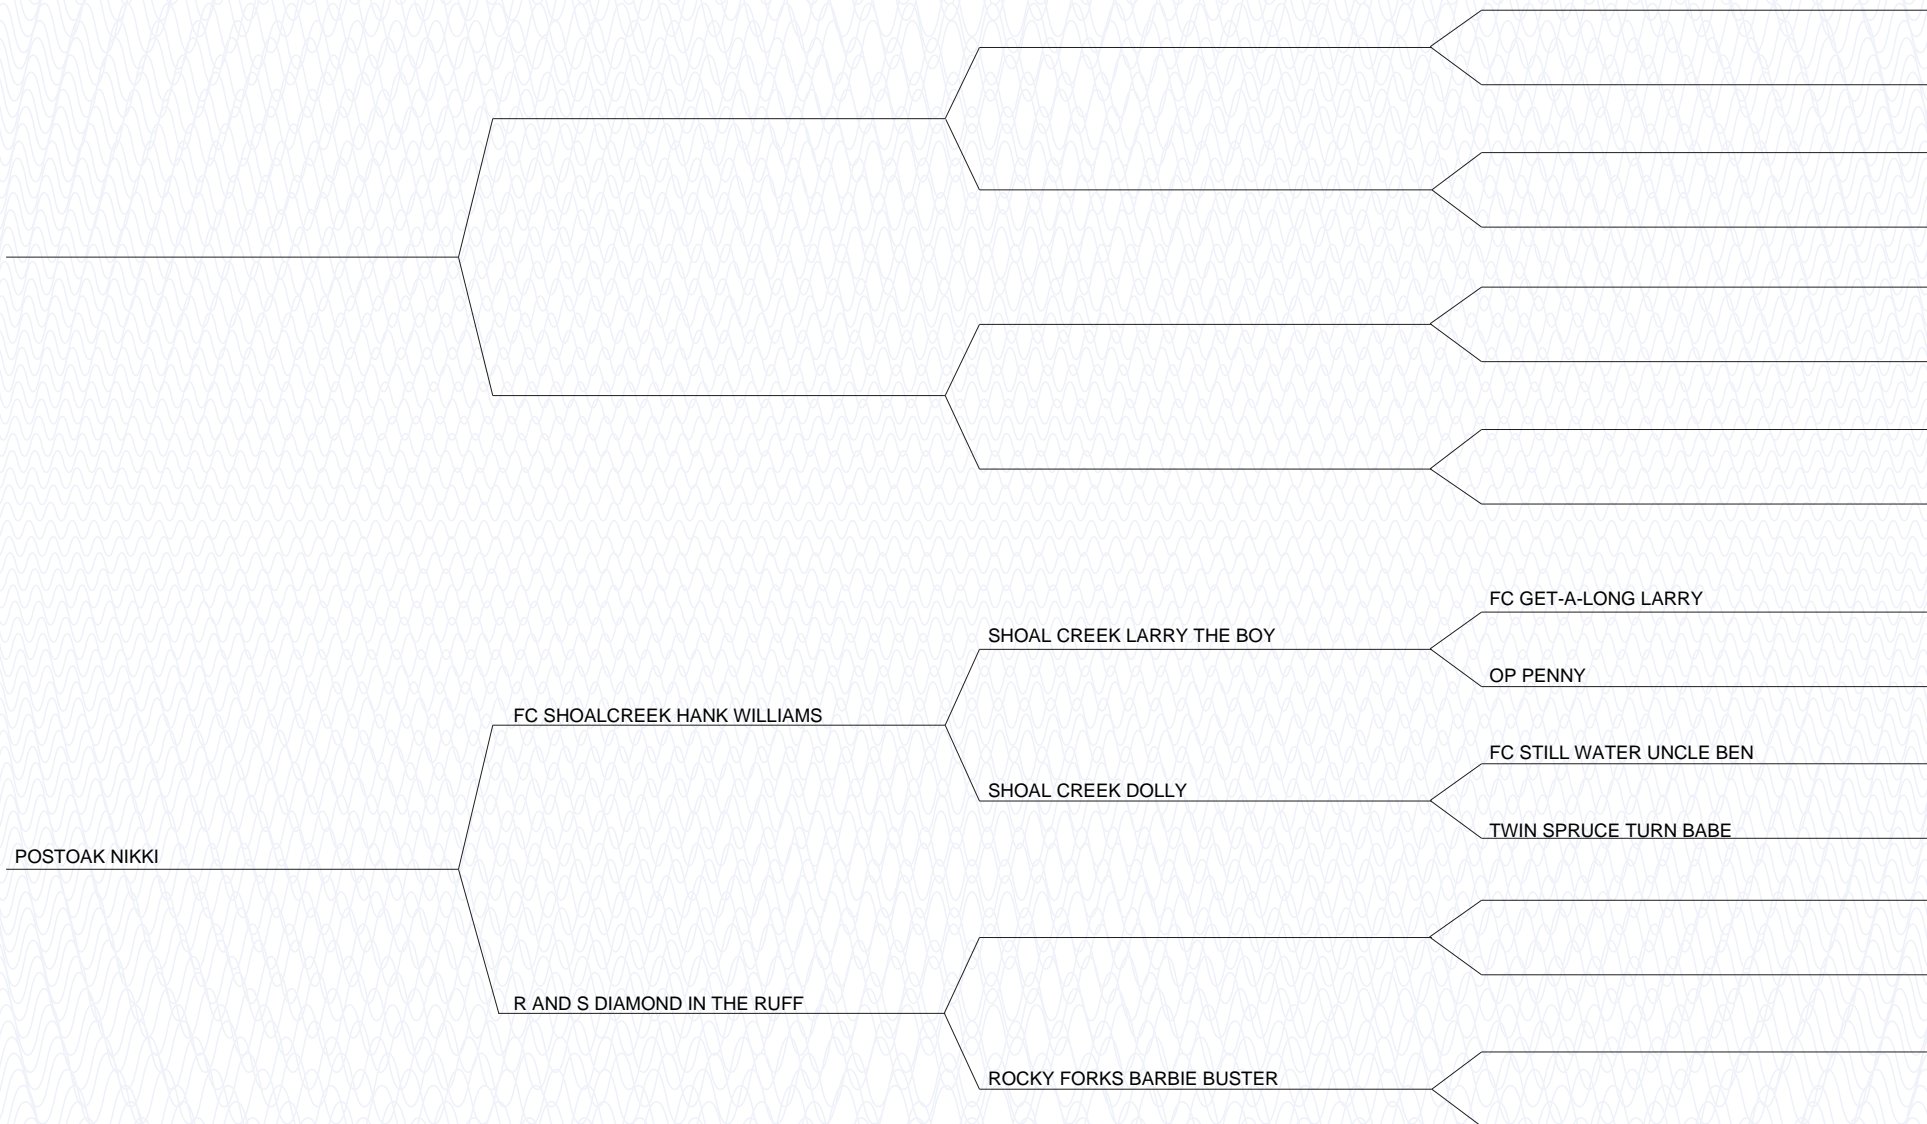 FC GET-A-LONG LARRY
SHOAL CREEK LARRY THE BOY
OP PENNY
FC SHOALCREEK HANK WILLIAMS
FC STILL WATER UNCLE BEN
SHOAL CREEK DOLLY
TWIN SPRUCE TURN BABE
POSTOAK NIKKI
R AND S DIAMOND IN THE RUFF
ROCKY FORKS BARBIE BUSTER